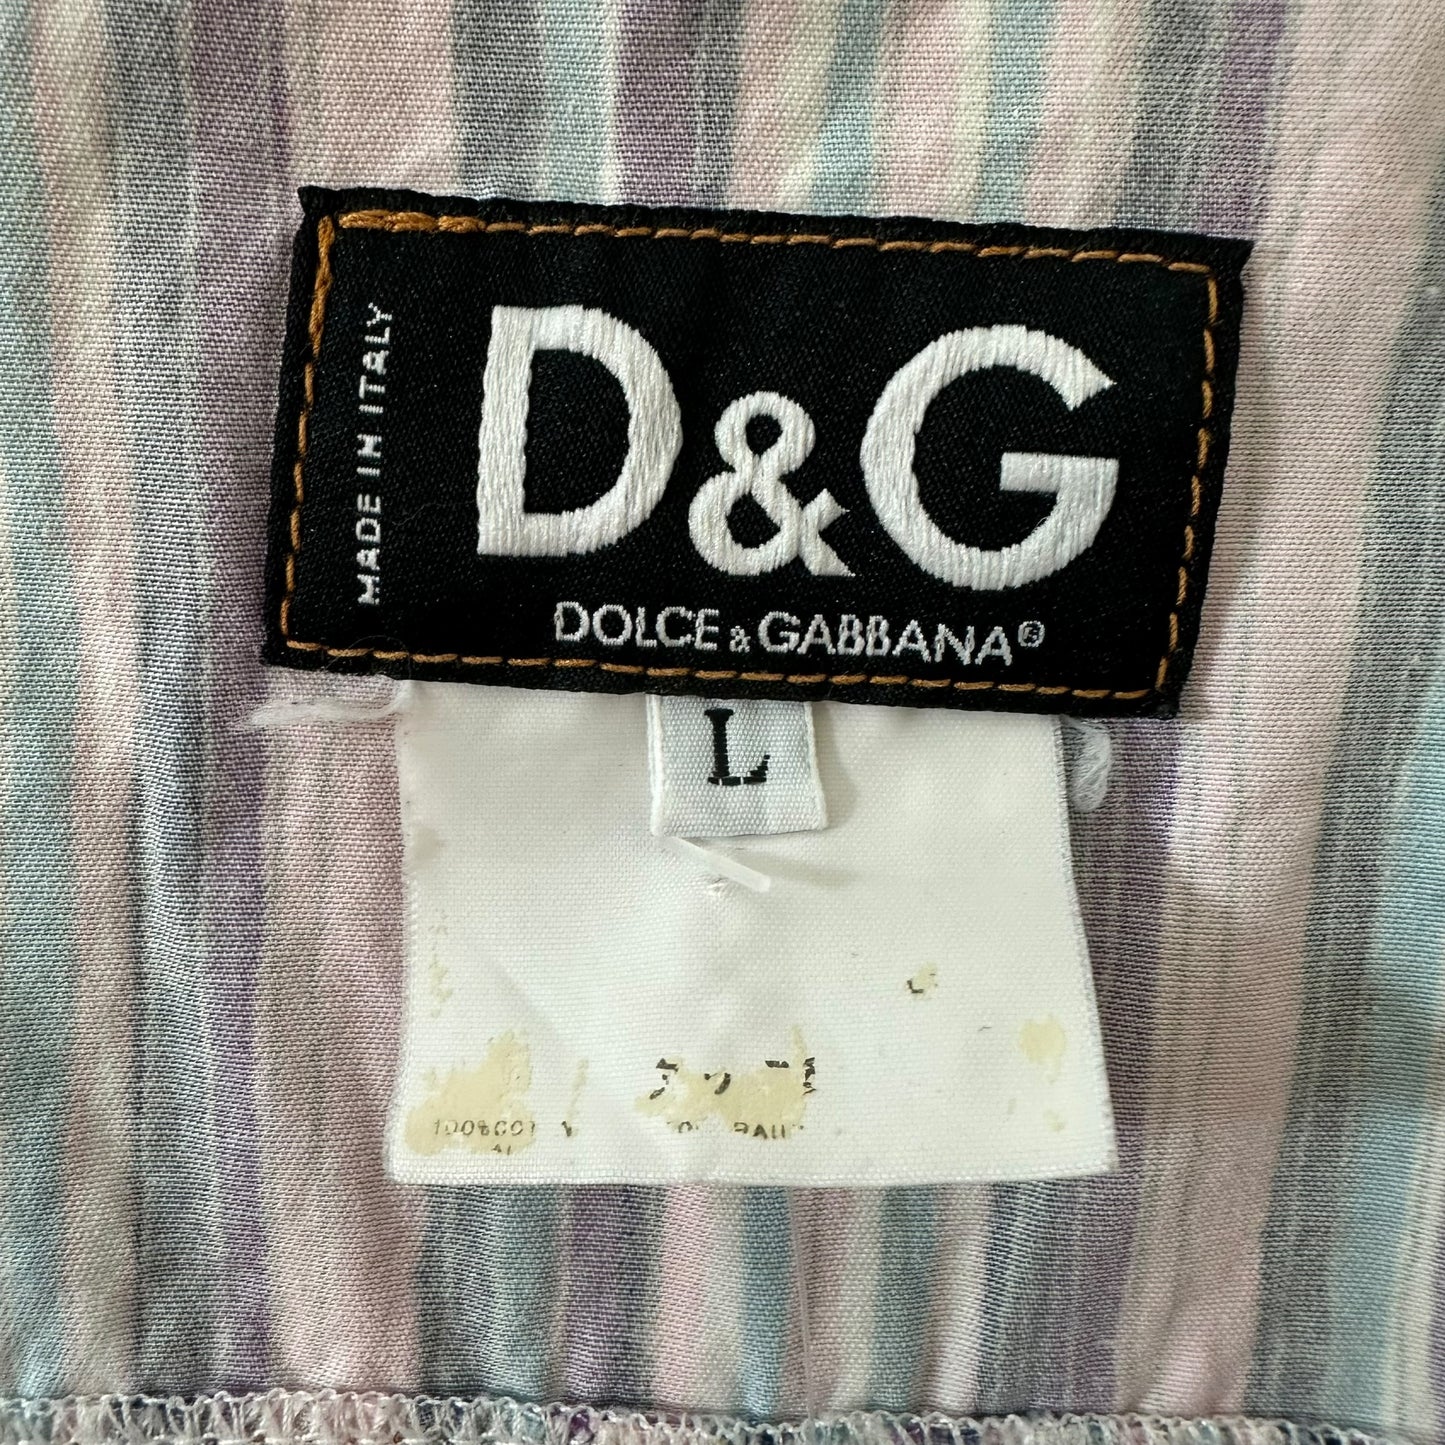 MADE IN ITALY
D&G
DOLCE & GABBANA®
L